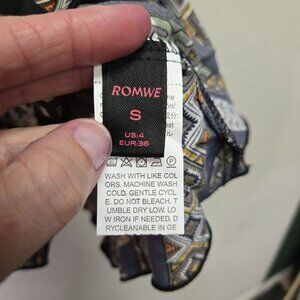 ROMWE
S
US:4
EUR:36
WASH WITH LIKE COL
ORS. MACHINE WASH
COLD. GENTLE CYCL
E. DO NOT BLEACH. T
UMBLE DRY LOW. LO
W IRON IF NEEDED. D
RYCLEANABLE IN GE